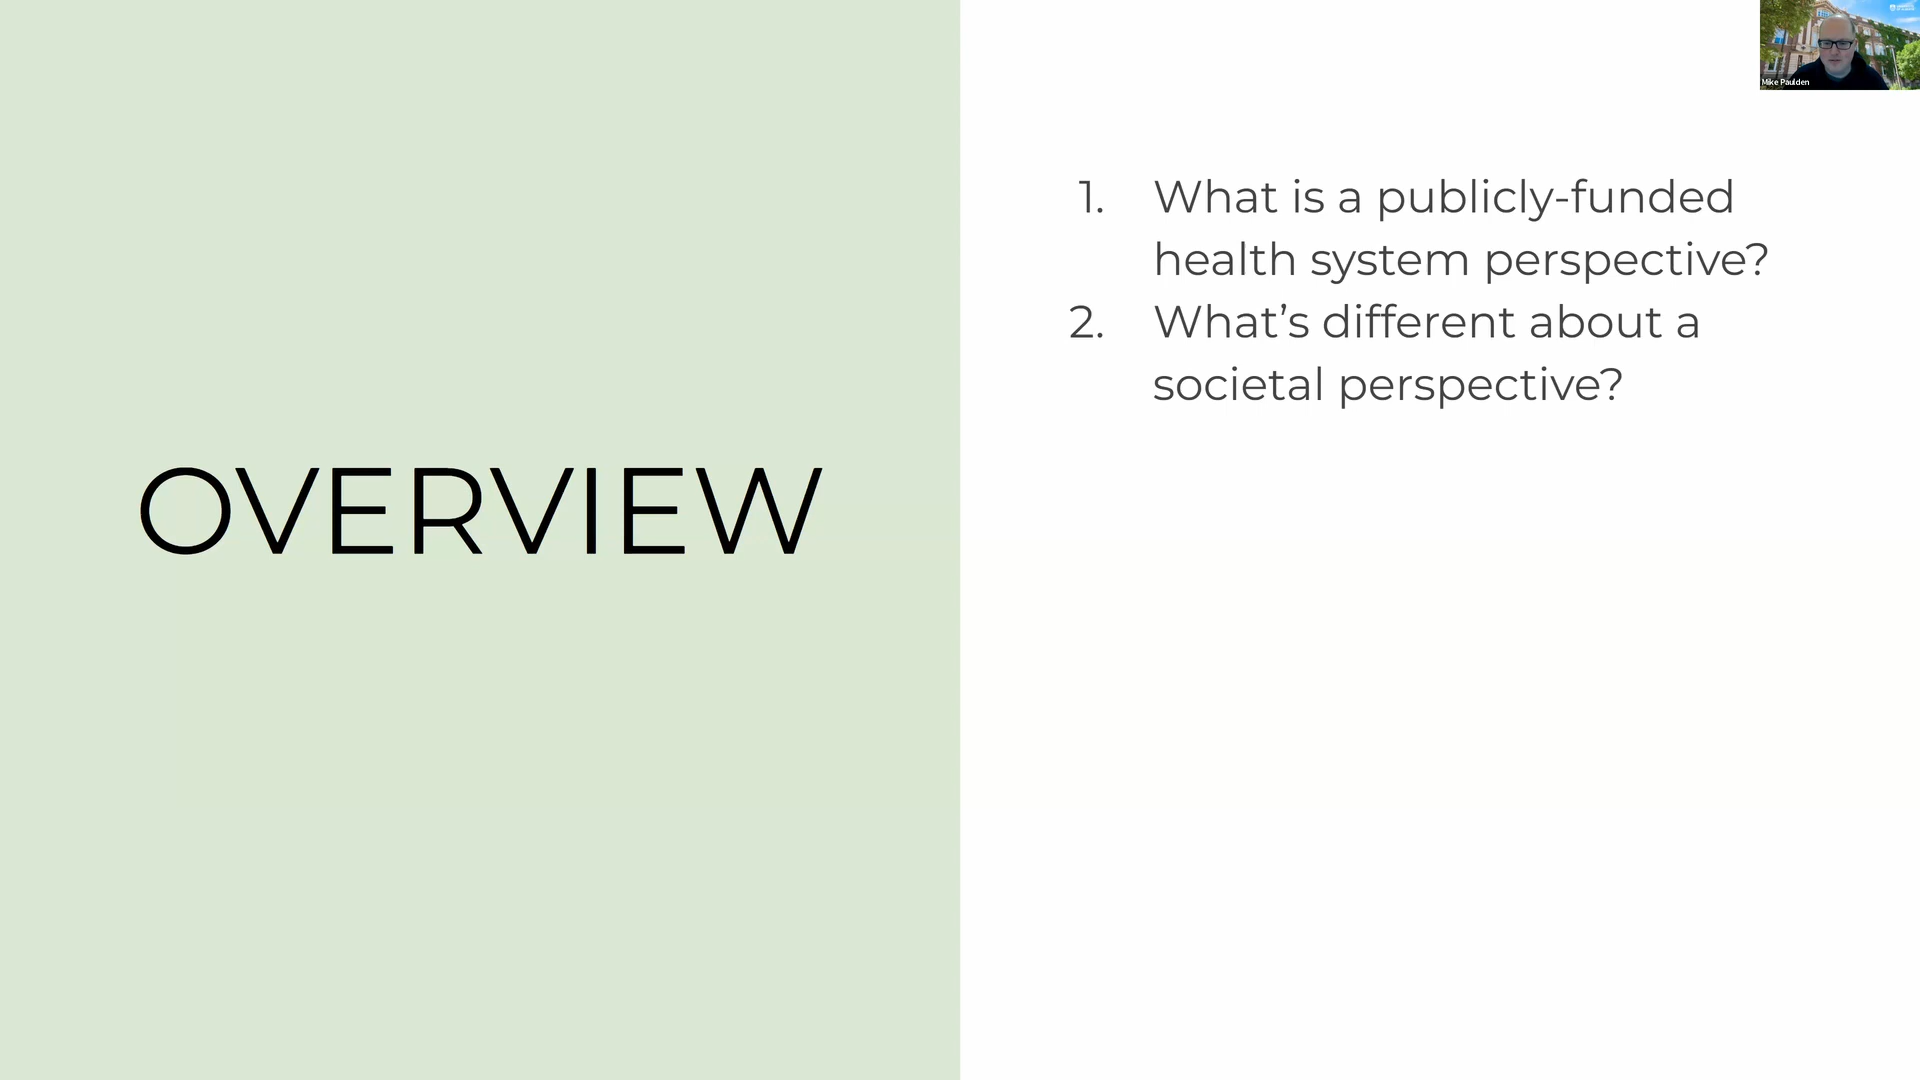 OVERVIEW
1. What is a publicly-funded
health system perspective?
2. What’s different about a
societal perspective?
Mike Paulden